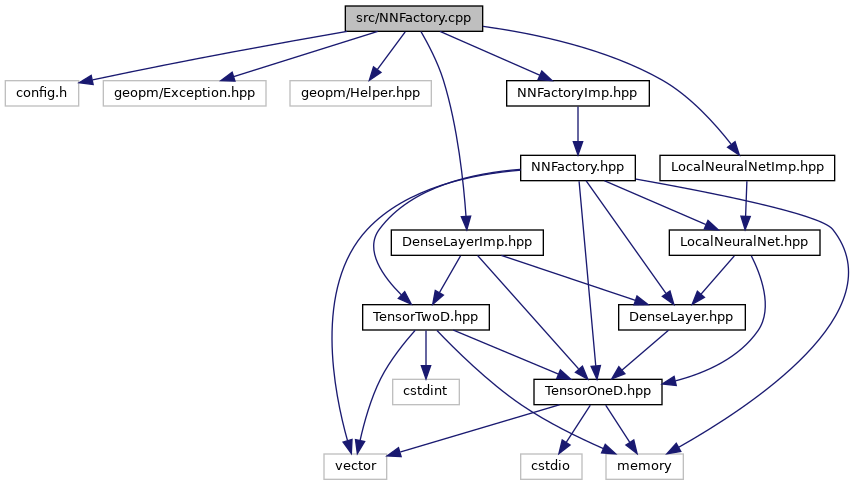 src/NNFactory.cpp
config.h
geopm/Exception.hpp
geopm/Helper.hpp
NNFactoryImp.hpp
NNFactory.hpp
LocalNeuralNetImp.hpp
DenseLayerImp.hpp
LocalNeuralNet.hpp
TensorTwoD.hpp
DenseLayer.hpp
cstdint
TensorOneD.hpp
vector
cstdio
memory